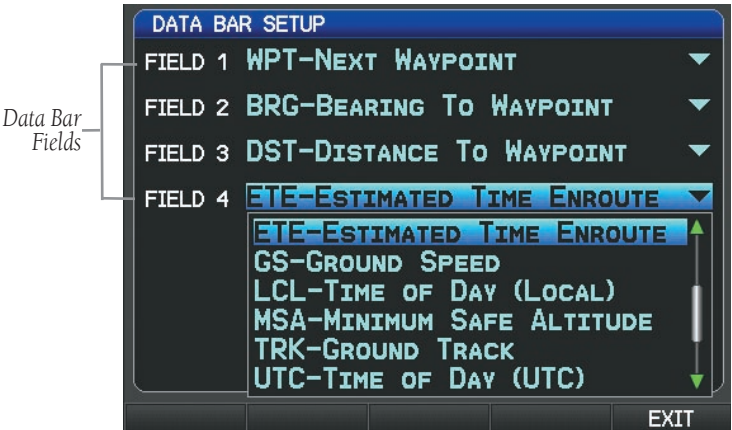 DATA BAR SETUP
FIELD 1 WPT–Next Waypoint
FIELD 2 BRG–Bearing To Waypoint
Data Bar
Fields
FIELD 3 DST–Distance To Waypoint
FIELD 4 ETE–Estimated Time Enroute
ETE–Estimated Time Enroute
GS–Ground Speed
LCL–Time of Day (Local)
MSA–Minimum Safe Altitude
TRK–Ground Track
UTC–Time of Day (UTC)
EXIT